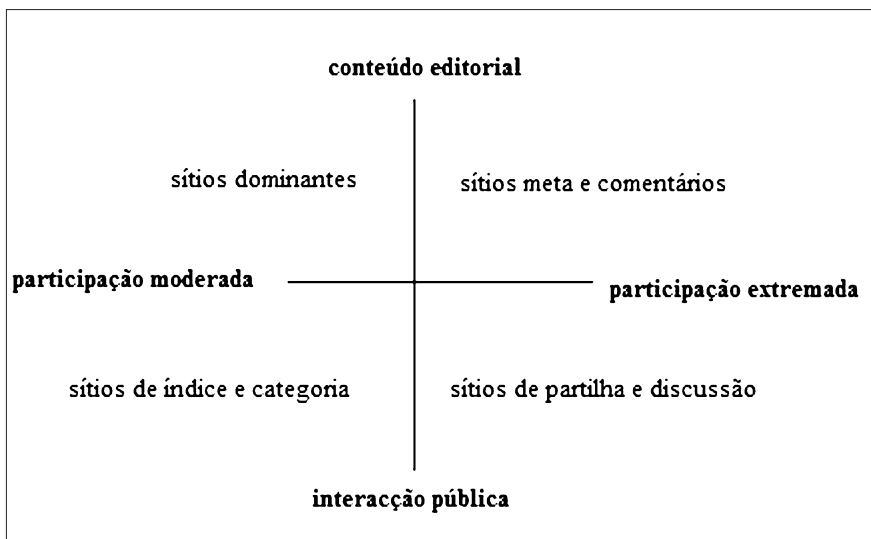 conteúdo editorial
sítios dominantes
sítios meta e comentários
participação moderada
participação extremada
sítios de índice e categoria
sítios de partilha e discussão
interacção pública